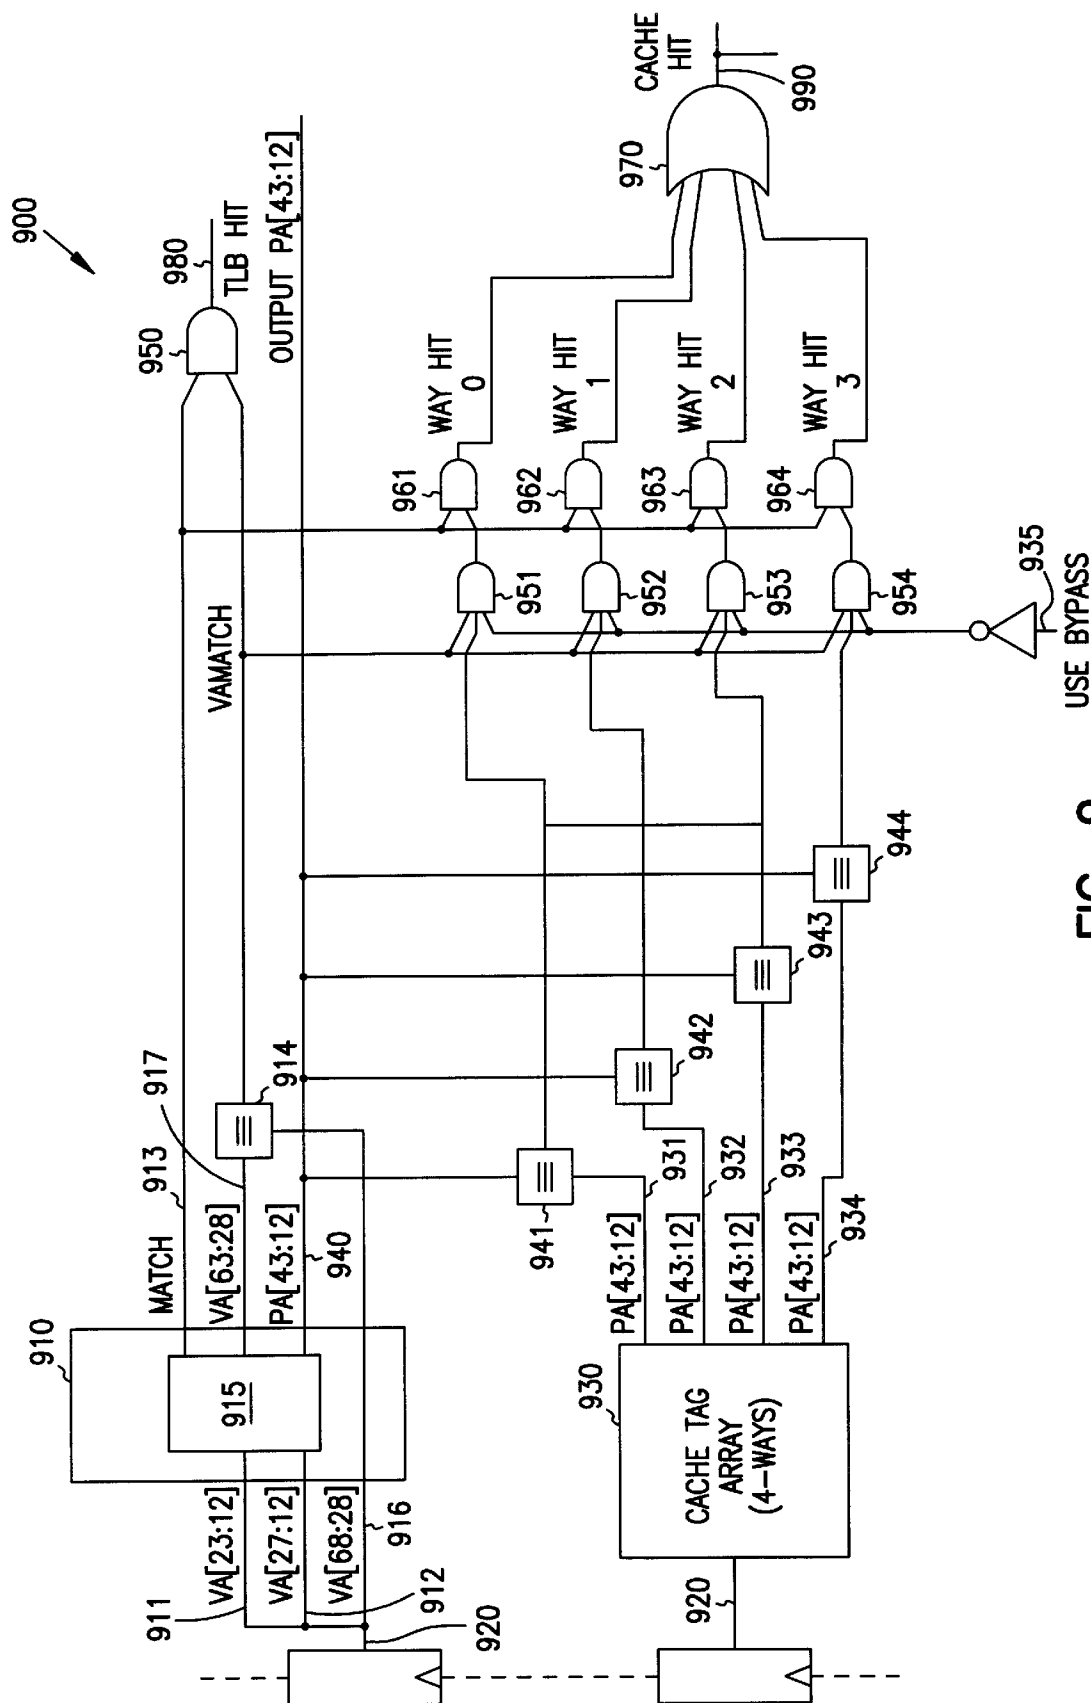 900
910
MATCH
913
917
VAMATCH
950
980
TLB HIT
911
VA[23:12]
915
VA[63:28]
914
OUTPUT PA[43:12]
VA[27:12]
PA[43:12]
940
912
VA[68:28]
916
920
941
942
943
944
WAY HIT
0
961
951
WAY HIT
1
962
952
WAY HIT
2
963
953
WAY HIT
3
964
954
970
CACHE
HIT
990
930
CACHE TAG
ARRAY
(4-WAYS)
920
PA[43:12]
931
PA[43:12]
932
PA[43:12]
933
PA[43:12]
934
USE BYPASS
935
FIG.